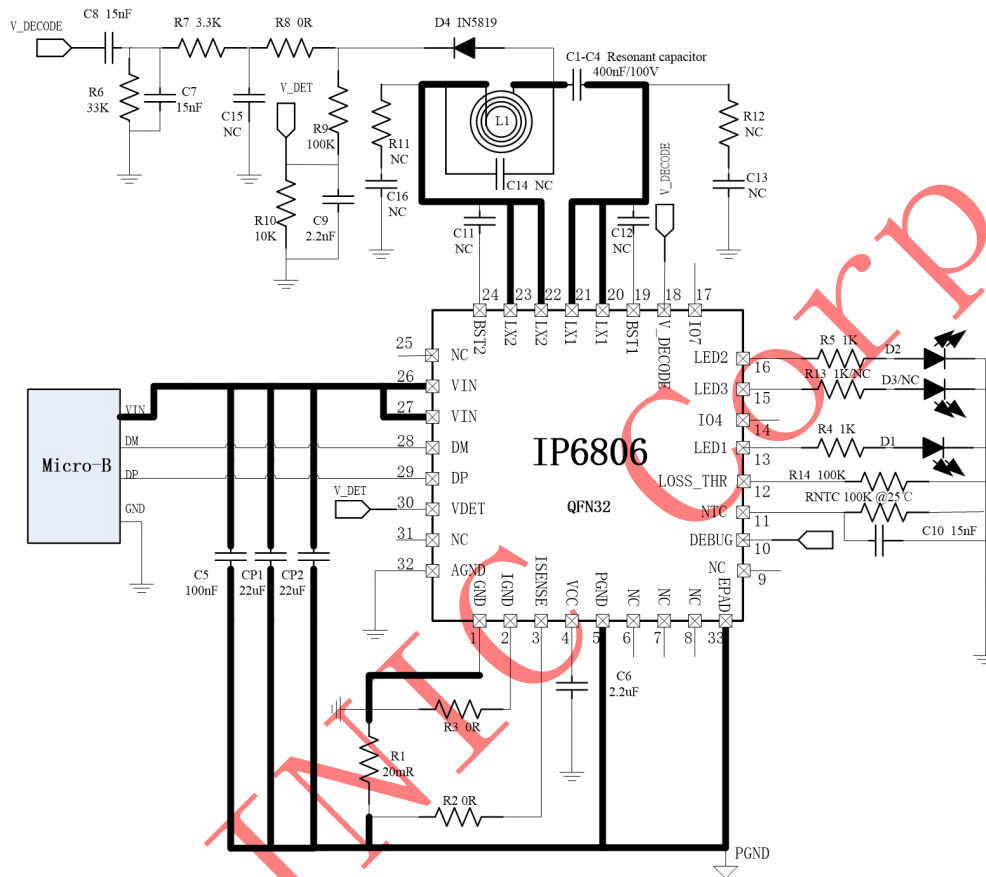 C8 15nF
V_DECODE
R7 3.3K
R8 0R
D4 IN5819
C1-C4 Resonant capacitor
400nF/100V
R6
33K
C7
15nF
C15
NC
V_DET
R9
100K
R11
NC
L1
R12
NC
C14 NC
V_DECODE
C16
NC
C13
NC
R10
10K
C9
2.2nF
C11
NC
C12
NC
24
23
22
21
20
19
18
17
BST2
LX2
LX2
LX1
LX1
BST1
V_DECODE
IO7
25
NC
LED2
16
R5 1K
D2
26
VIN
LED3
15
R13 1K/NC
D3/NC
VIN
27
VIN
IO4
14
DM
28
DM
LED1
13
R4 1K
D1
Micro-B
IP6806
DP
29
DP
LOSS_THR
12
R14 100K
RNTC 100K @25℃
V_DET
30
VDET
QFN32
NTC
11
GND
31
NC
DEBUG
10
C10 15nF
32
AGND
NC
9
C5
100nF
CP1
22uF
CP2
22uF
GND
IGND
ISENSE
VCC
PGND
NC
NC
NC
EPAD
1
2
3
4
5
6
7
8
33
C6
2.2uF
R3 0R
R1
20mR
R2 0R
PGND
INIC Corp